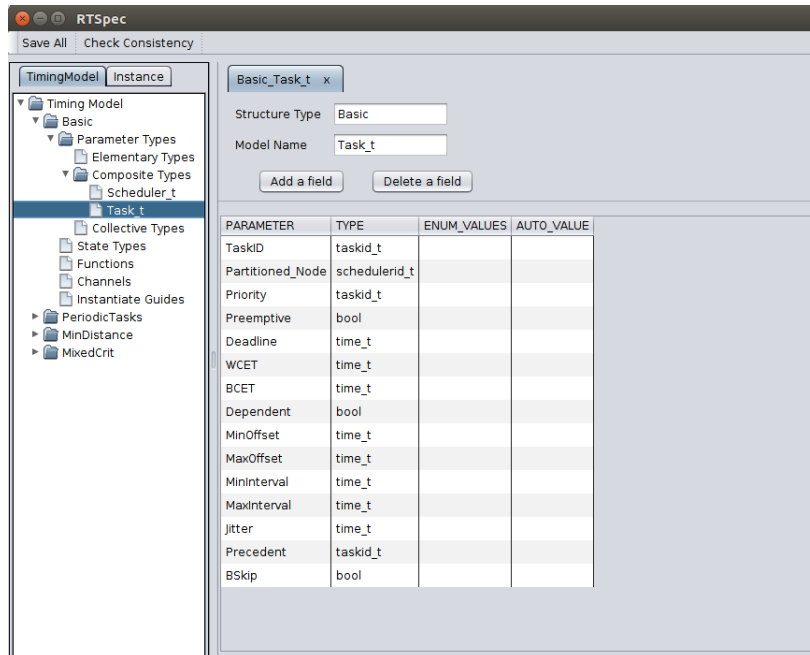 RTSpec
Save All Check Consistency
TimingModel Instance
Timing Model
Basic
Parameter Types
Elementary Types
Composite Types
Scheduler_t
Task_t
Collective Types
State Types
Functions
Channels
Instantiate Guides
PeriodicTasks
MinDistance
MixedCrit
Basic_Task_t x
Structure Type Basic
Model Name Task_t
Add a field Delete a field
PARAMETER TYPE ENUM_VALUES AUTO_VALUE
TaskID taskid_t
Partitioned_Node schedulerid_t
Priority taskid_t
Preemptive bool
Deadline time_t
WCET time_t
BCET time_t
Dependent bool
MinOffset time_t
MaxOffset time_t
MinInterval time_t
MaxInterval time_t
Jitter time_t
Precedent taskid_t
BSkip bool